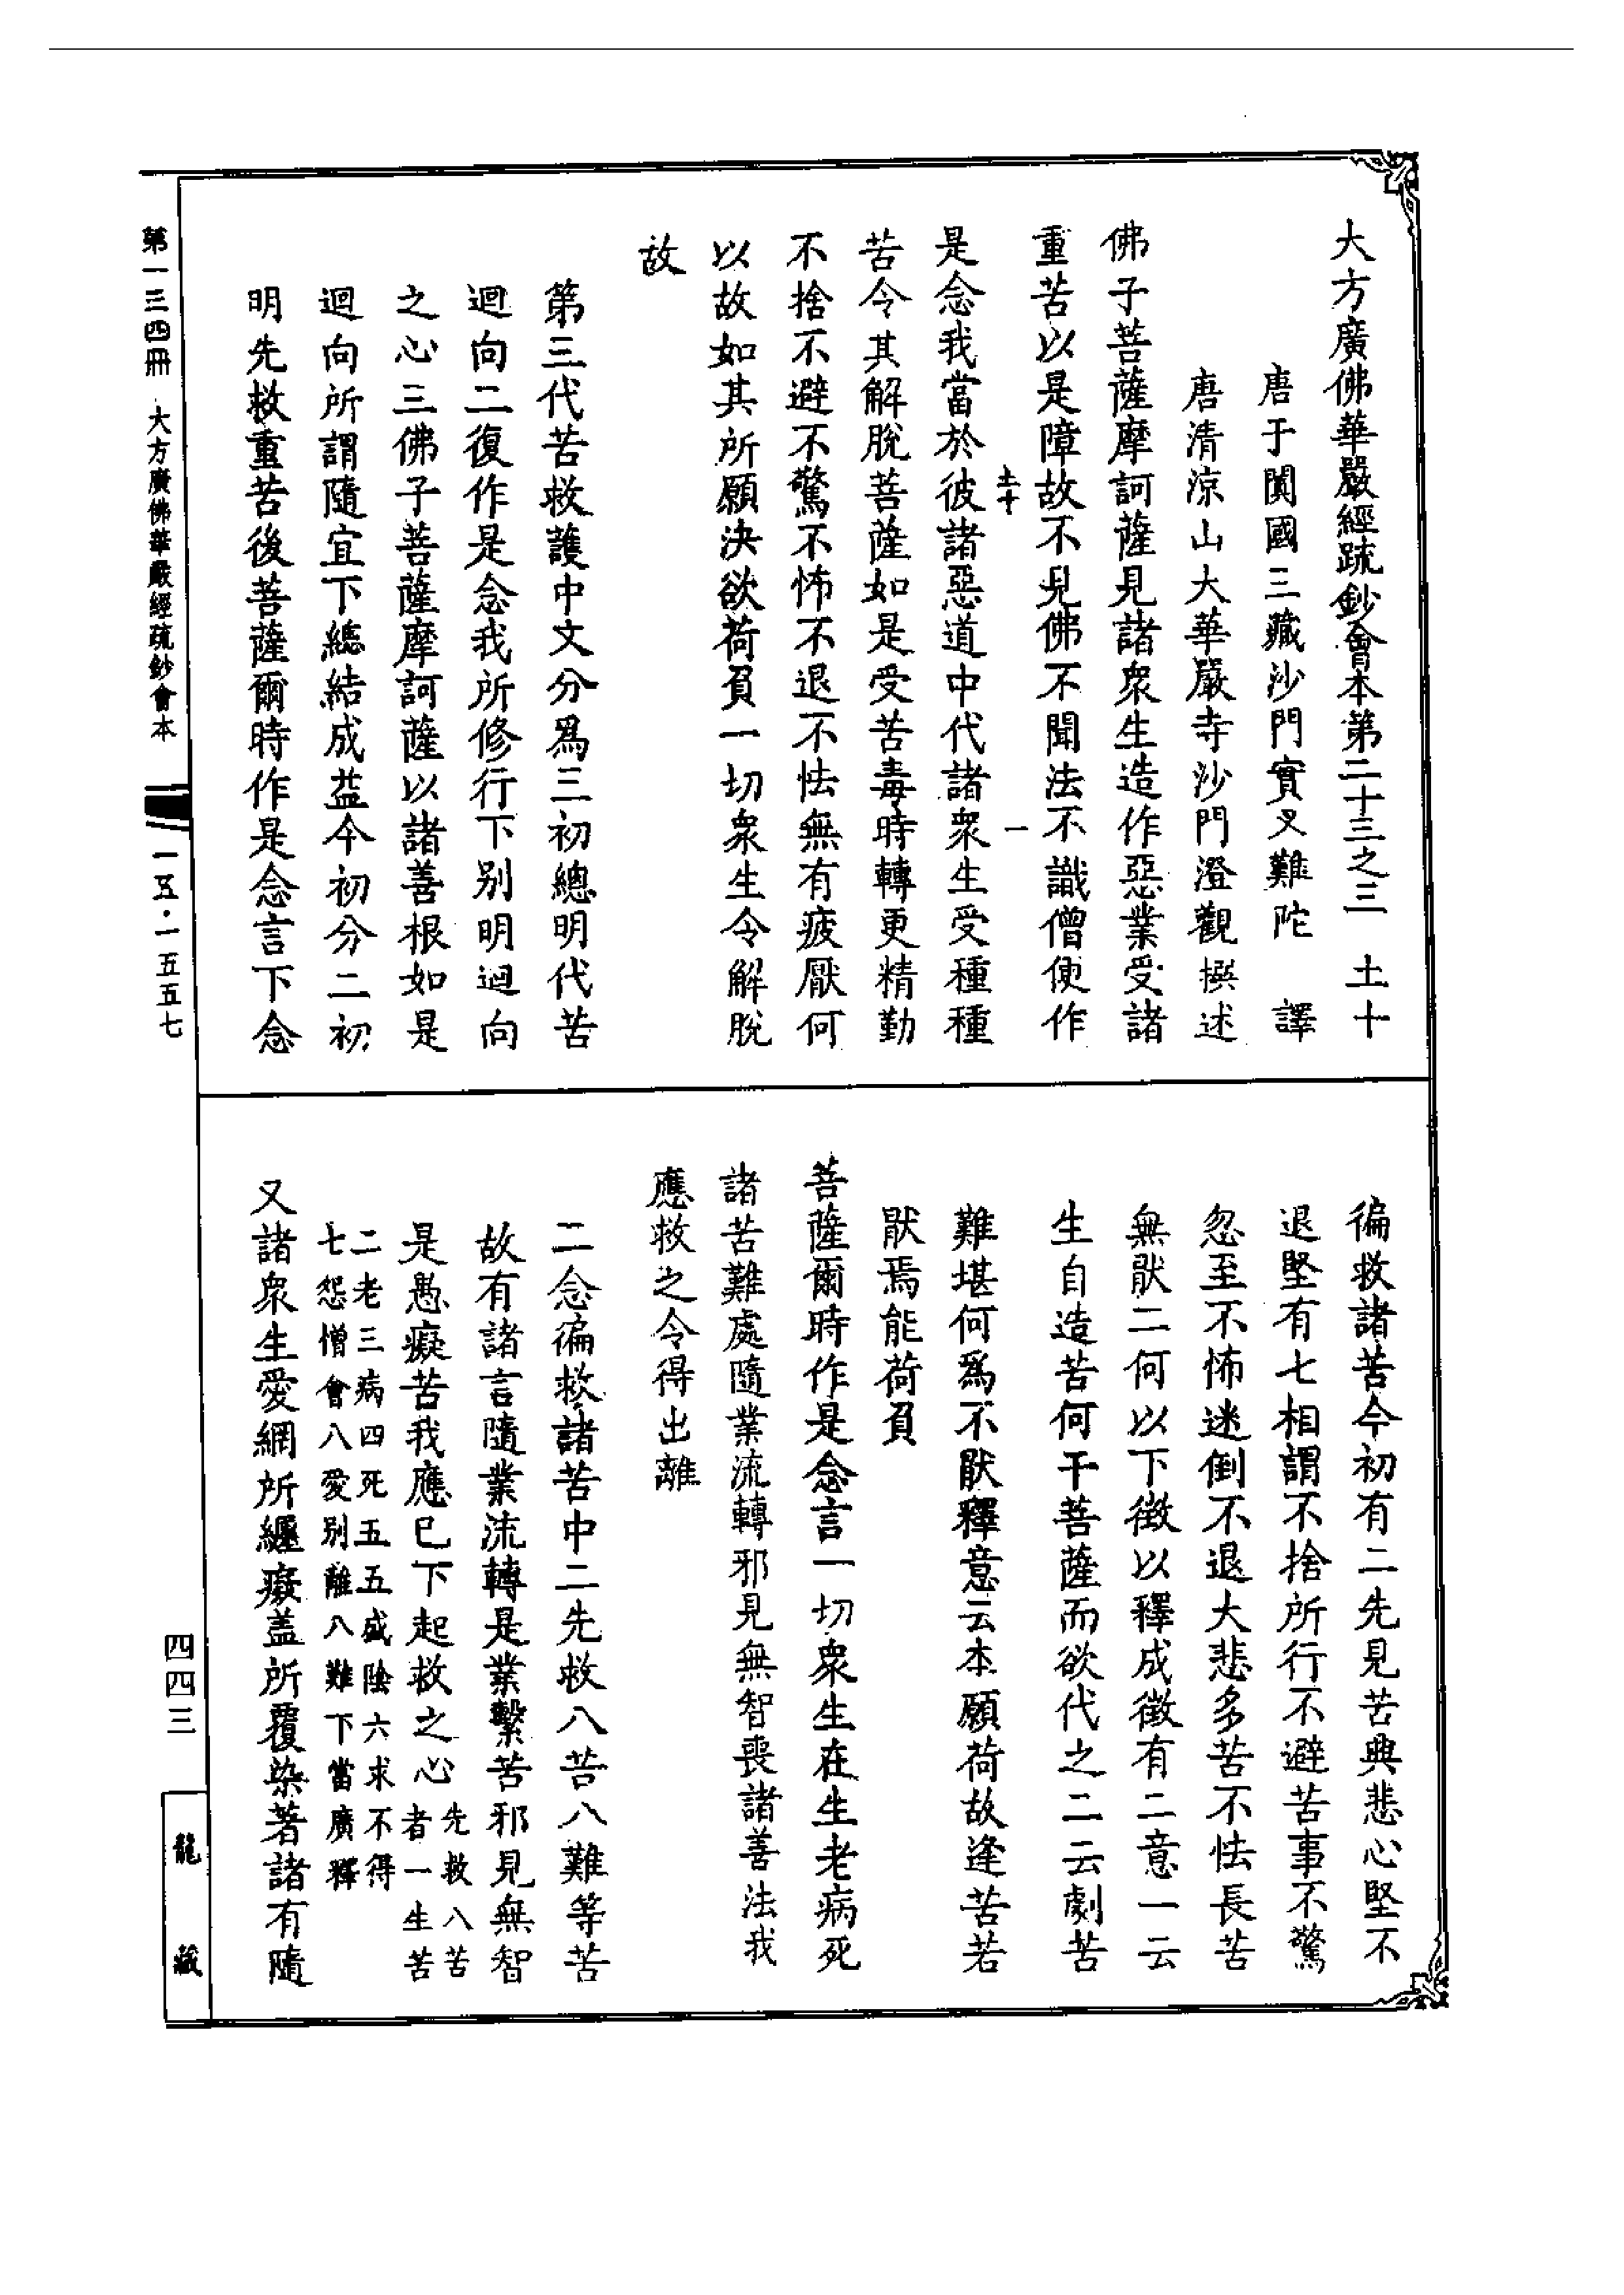 大方廣佛華嚴經疏鈔會本第二十三之三 土十
唐于闐國三藏沙門實叉難陀 譯
唐清涼山大華嚴寺沙門澄觀撰述
佛子菩薩摩訶薩見諸衆生造作惡業受諸
重苦以是障故不見佛不聞法不識僧便作
土十 一
是念我當於彼諸惡道中代諸衆生受種種
苦令其解脫菩薩如是受苦毒時轉更精勤
不捨不避不驚不怖不退不怯無有疲厭何
以故如其所願決欲荷負一切衆生令解脫
故
第三代苦救護中文分爲三初總明代苦
迴向二復作是念我所修行下別明迴向
之心三佛子菩薩摩訶薩以諸善根如是
迴向所謂隨宜下總結成益今初分二初
明先救重苦後菩薩爾時作是念言下念
徧救諸苦今初有二先見苦興悲心堅不
退堅有七相謂不捨所行不避苦事不驚
忽至不怖迷倒不退大悲多苦不怯長苦
無猒二何以下徵以釋成徵有二意一云
生自造苦何干菩薩而欲代之二云劇苦
難堪何爲不猒釋意云本願荷故逢苦若
猒焉能荷負
菩薩爾時作是念言一切衆生在生老病死
諸苦難處隨業流轉邪見無智喪諸善法我
應救之令得出離
二念徧救諸苦中二先救八苦八難等苦
故有諸言隨業流轉是業繫苦邪見無智
是愚癡苦我應巳下起救之心先救八苦
者一生苦
二老三病四死五五盛陰六求不得
七怨憎會八愛別離八難下當廣釋
又諸衆生愛網所纏癡盖所覆染著諸有隨
第一三四冊 大方廣佛華嚴經疏鈔會本
一五·一五五七
四四三
龍藏